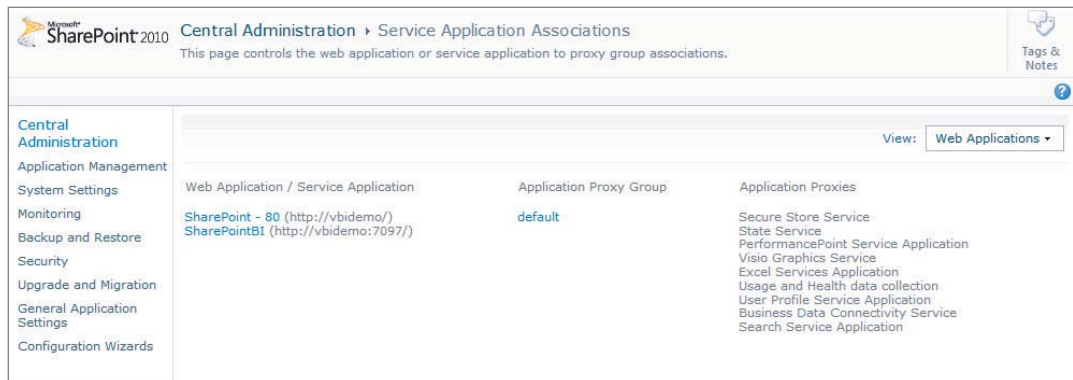 Microsoft®
SharePoint 2010
Central Administration ▸ Service Application Associations
This page controls the web application or service application to proxy group associations.
Tags &
Notes
Central
Administration
Application Management
System Settings
Monitoring
Backup and Restore
Security
Upgrade and Migration
General Application
Settings
Configuration Wizards
View: Web Applications ▾
Web Application / Service Application Application Proxy Group Application Proxies
SharePoint - 80 (http://vbidemo/) default Secure Store Service
SharePointBI (http://vbidemo:7097/) State Service
PerformancePoint Service Application
Visio Graphics Service
Excel Services Application
Usage and Health data collection
User Profile Service Application
Business Data Connectivity Service
Search Service Application